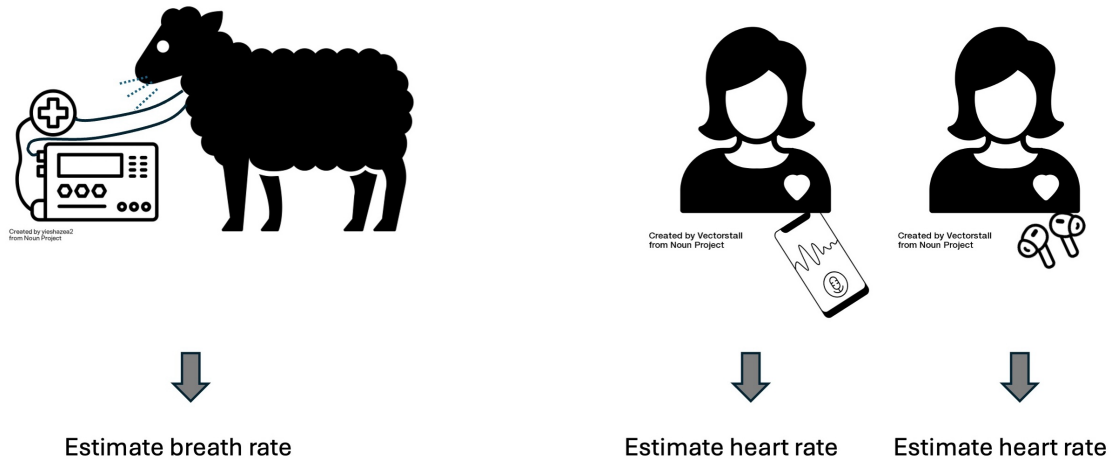 Created by yieshazea2
from Noun Project
Created by Vectorstall
from Noun Project
Created by Vectorstall
from Noun Project
Estimate breath rate
Estimate heart rate
Estimate heart rate